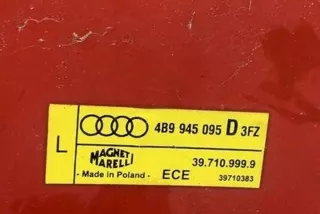 L
4B9 945 095 D 3FZ
MAGNETI MARELLI
39.710.999.9
- Made in Poland -
ECE
39710383